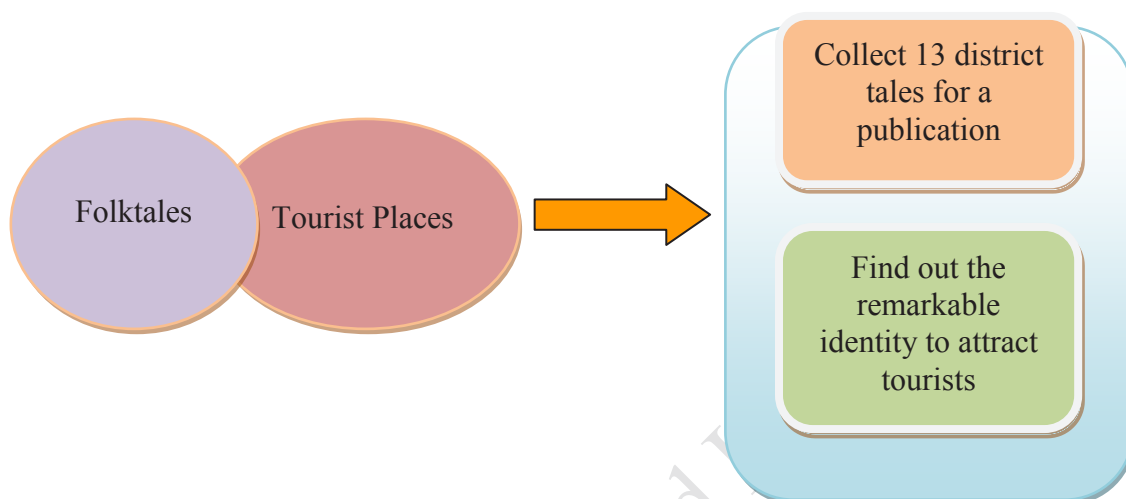 Folktales
Tourist Places
Collect 13 district
tales for a
publication
Find out the
remarkable
identity to attract
tourists